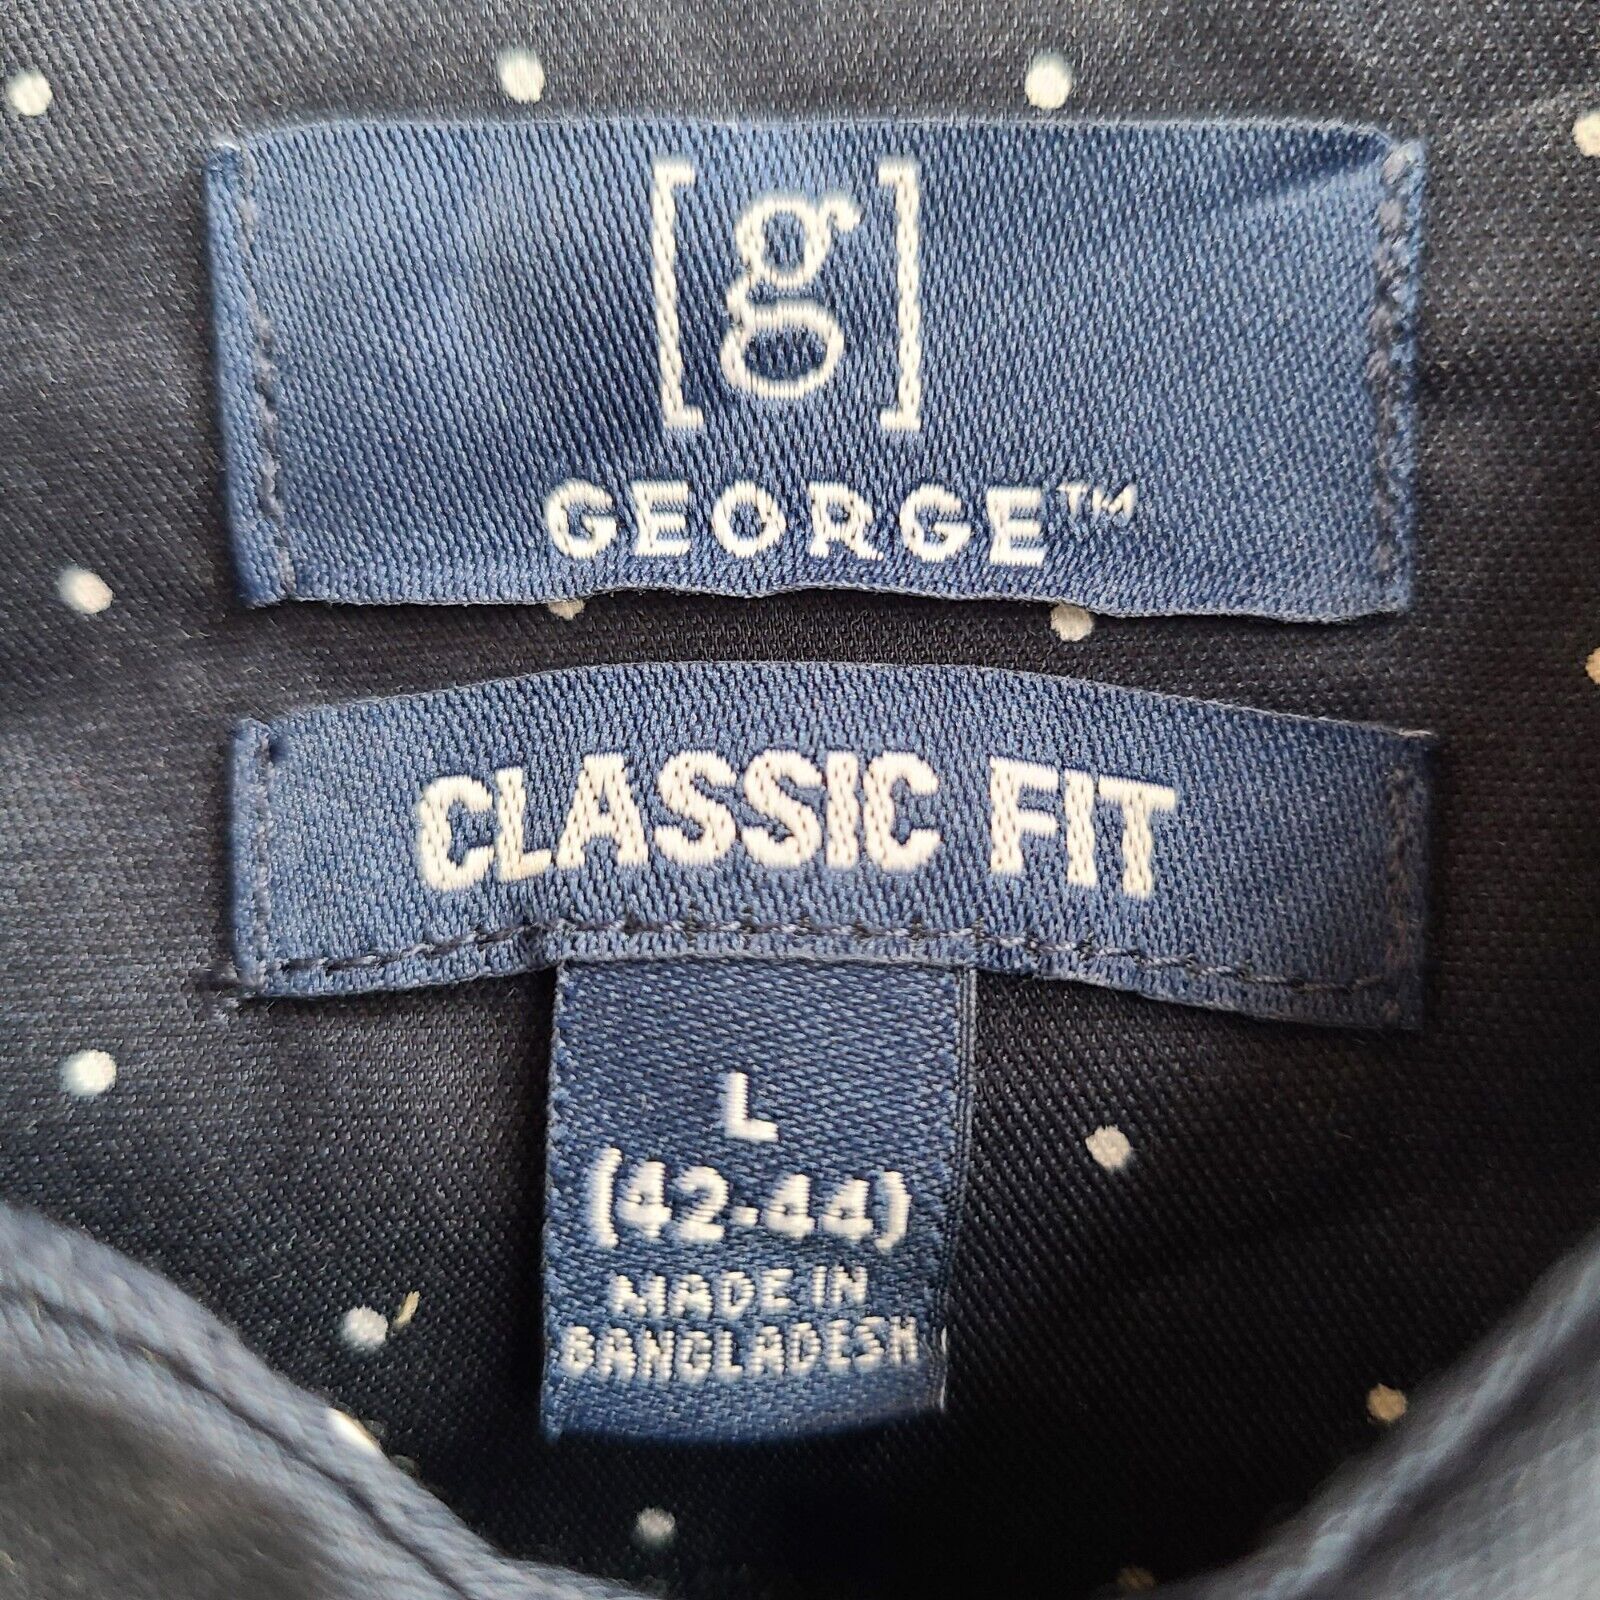 [g]
GEORGE™
CLASSIC FIT
L
(42-44)
MADE IN
BANGLADESH